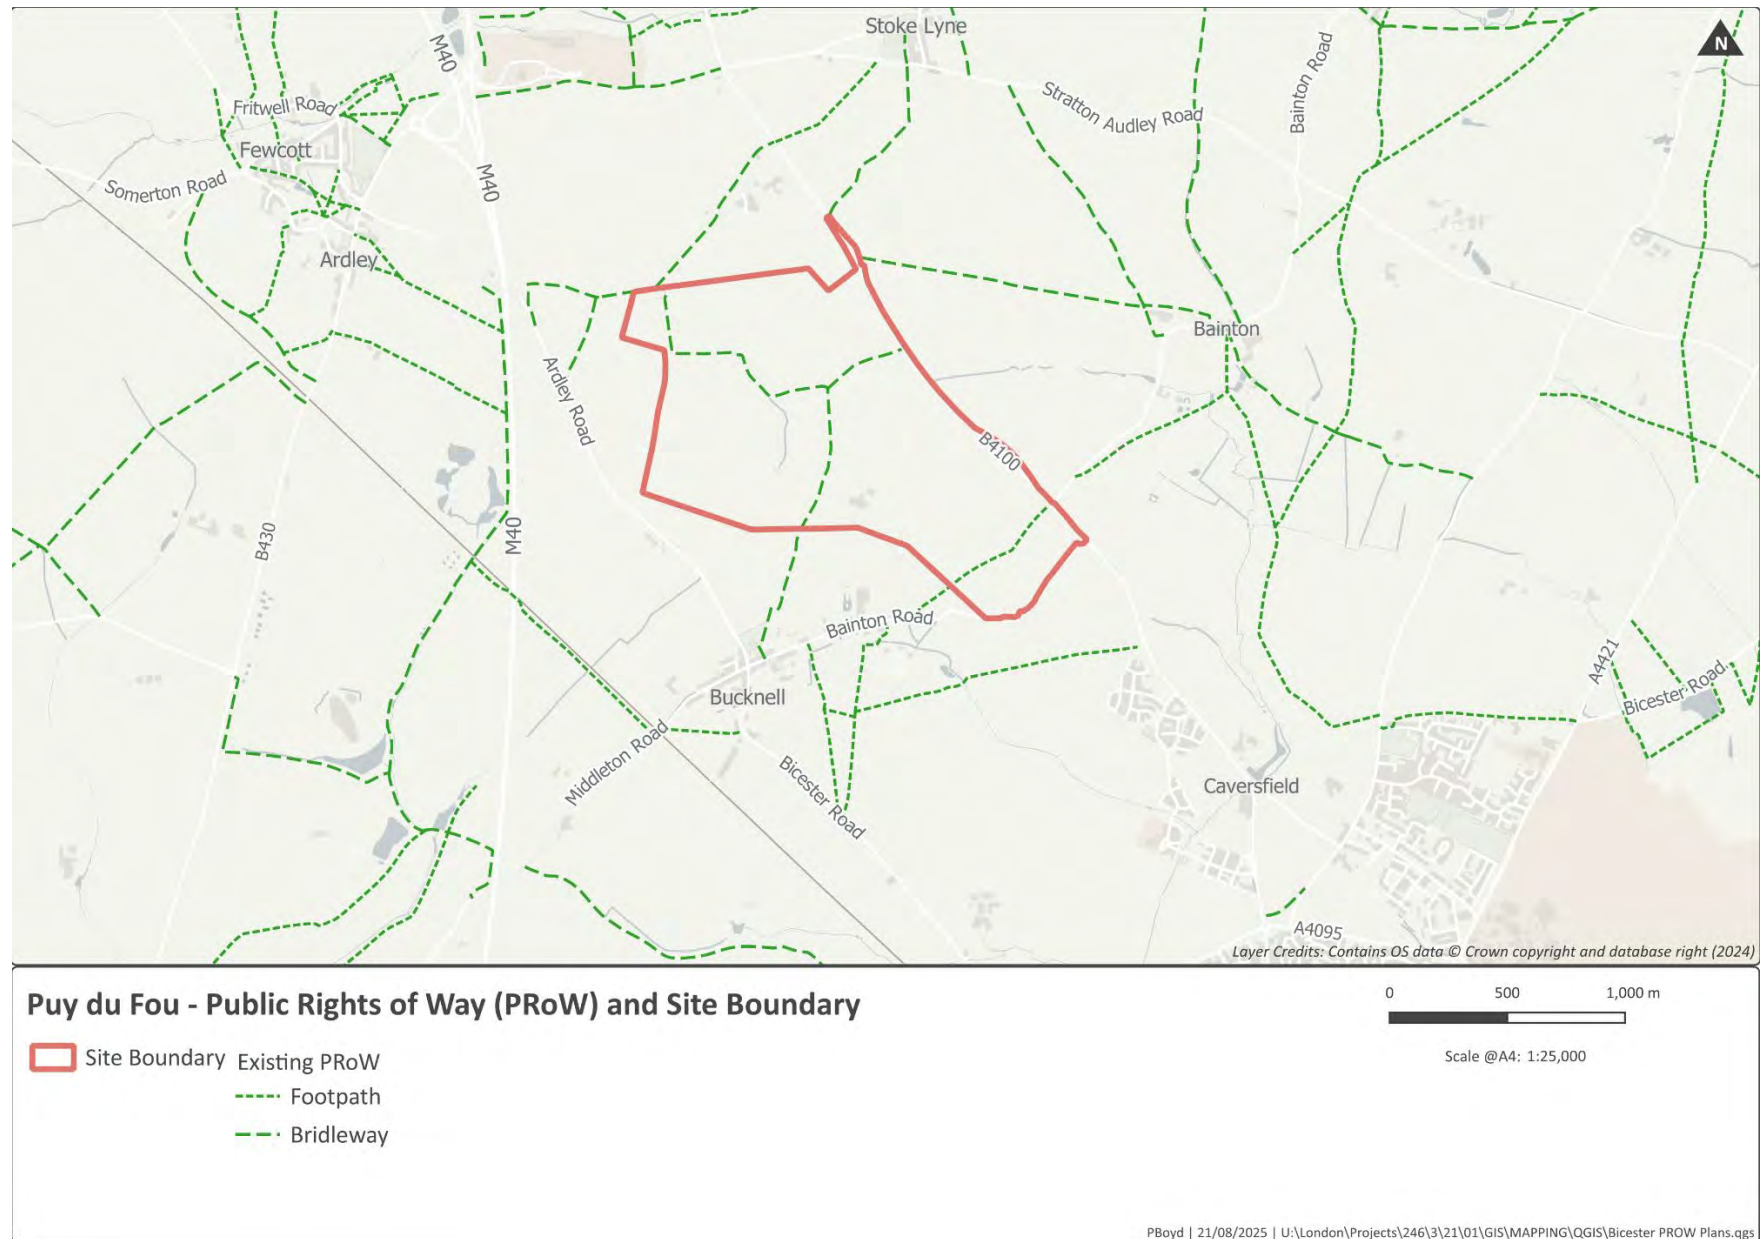 Stoke Lyne
N
M40
Bainton Road
Stratton Audley Road
Fritwell Road
Fewcott
M40
Somerton Road
Ardley
Bainton
Ardley Road
B4100
B430
M40
Bainton Road
A4421
Bicester Road
Bucknell
Middleton Road
Bicester Road
Caversfield
A4095
Layer Credits: Contains OS data © Crown copyright and database right (2024)
Puy du Fou - Public Rights of Way (PRoW) and Site Boundary
Site Boundary
Existing PRoW
Footpath
Bridleway
0 500 1,000 m
Scale @A4: 1:25,000
PBoyd | 21/08/2025 | U:\London\Projects\246\3\21\01\GIS\MAPPING\QGIS\Bicester PROW Plans.qgs